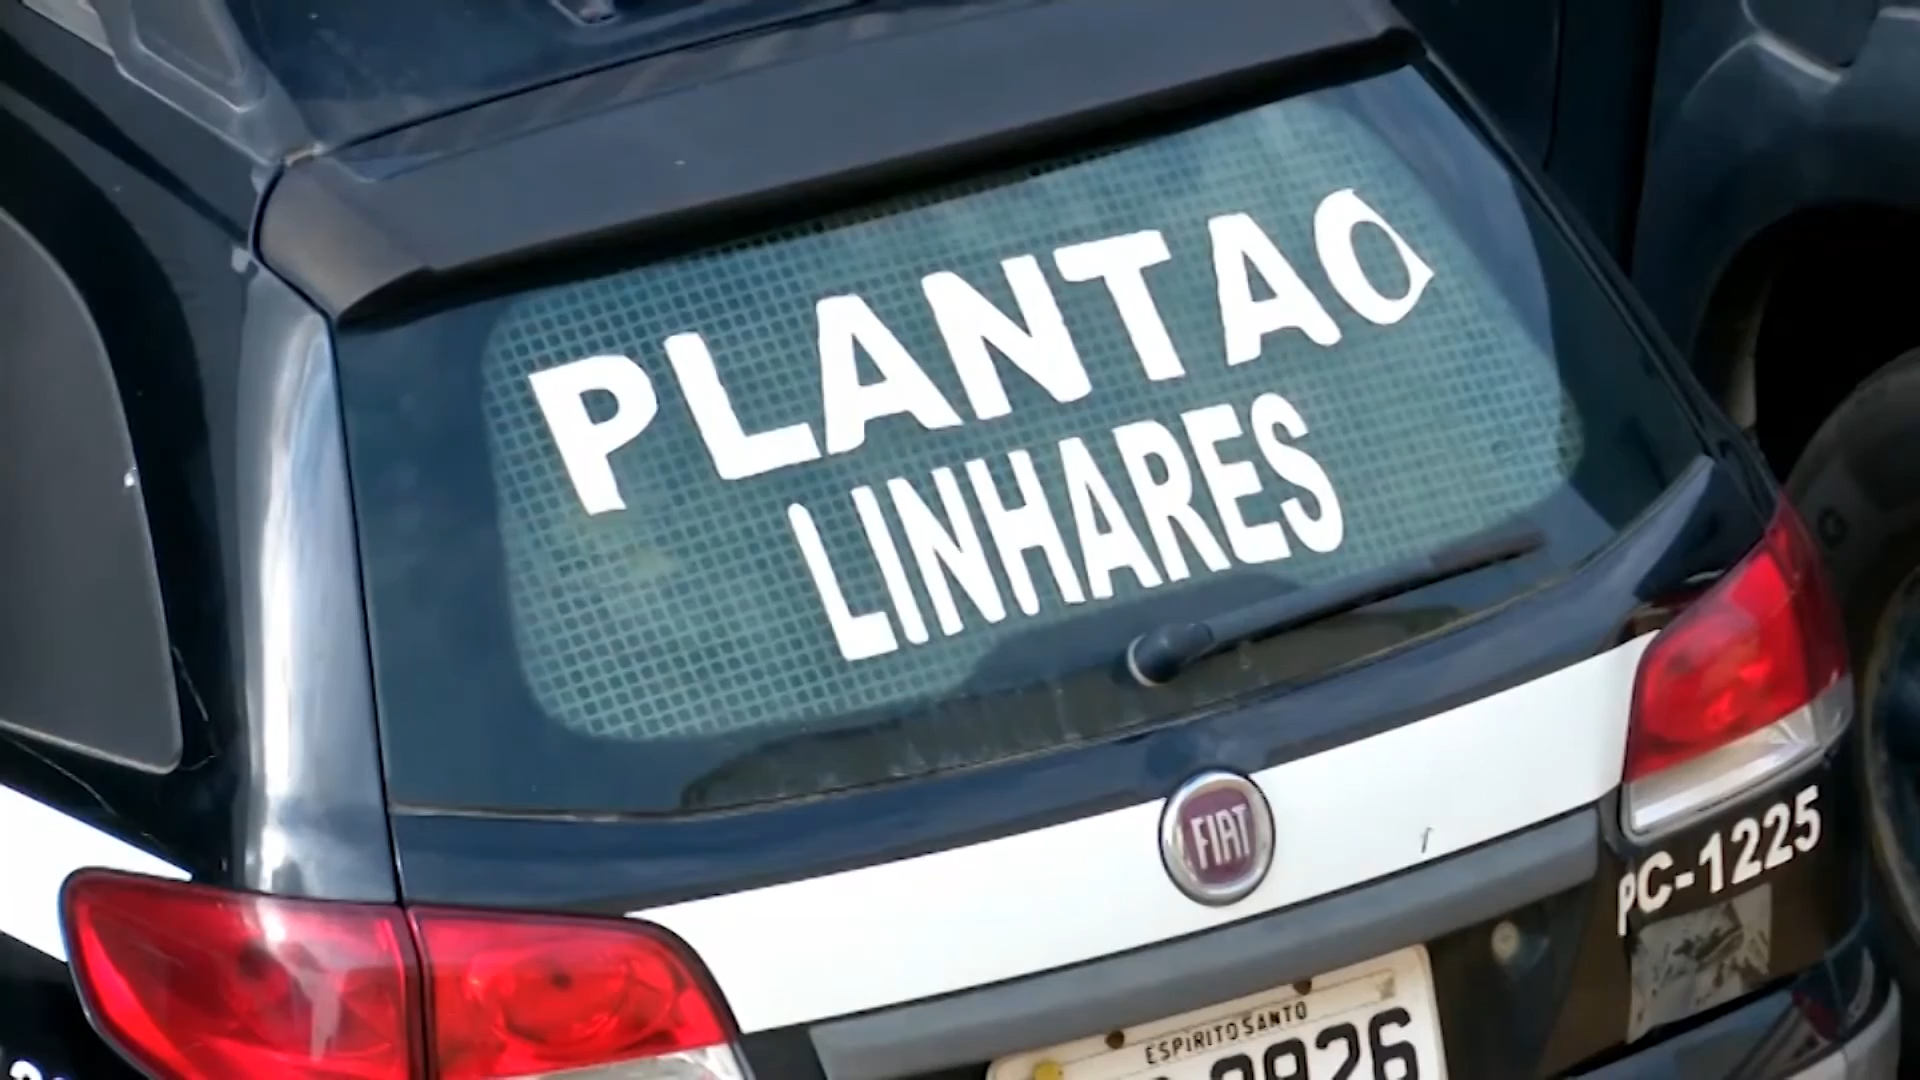 PLANTAO
LINHARES
FIAT
PC-1225
ESPIRITO SANTO